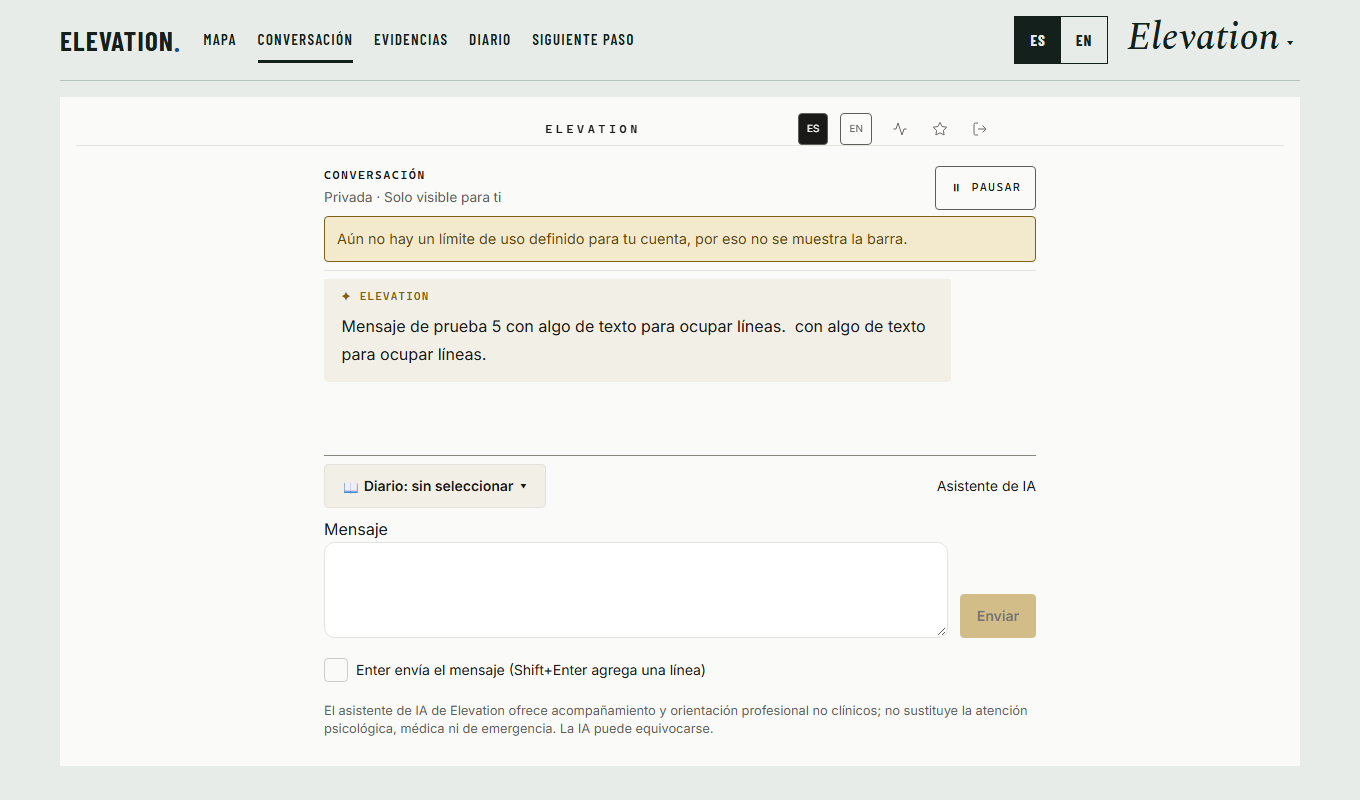 ELEVATION.
MAPA
CONVERSACIÓN
EVIDENCIAS
DIARIO
SIGUIENTE PASO
ES
EN
Elevation
ELEVATION
ES
EN
CONVERSACIÓN
Privada · Solo visible para ti
PAUSAR
Aún no hay un límite de uso definido para tu cuenta, por eso no se muestra la barra.
✦ ELEVATION
Mensaje de prueba 5 con algo de texto para ocupar líneas.  con algo de texto
para ocupar líneas.
Diario: sin seleccionar
Asistente de IA
Mensaje
Enviar
Enter envía el mensaje (Shift+Enter agrega una línea)
El asistente de IA de Elevation ofrece acompañamiento y orientación profesional no clínicos; no sustituye la atención
psicológica, médica ni de emergencia. La IA puede equivocarse.